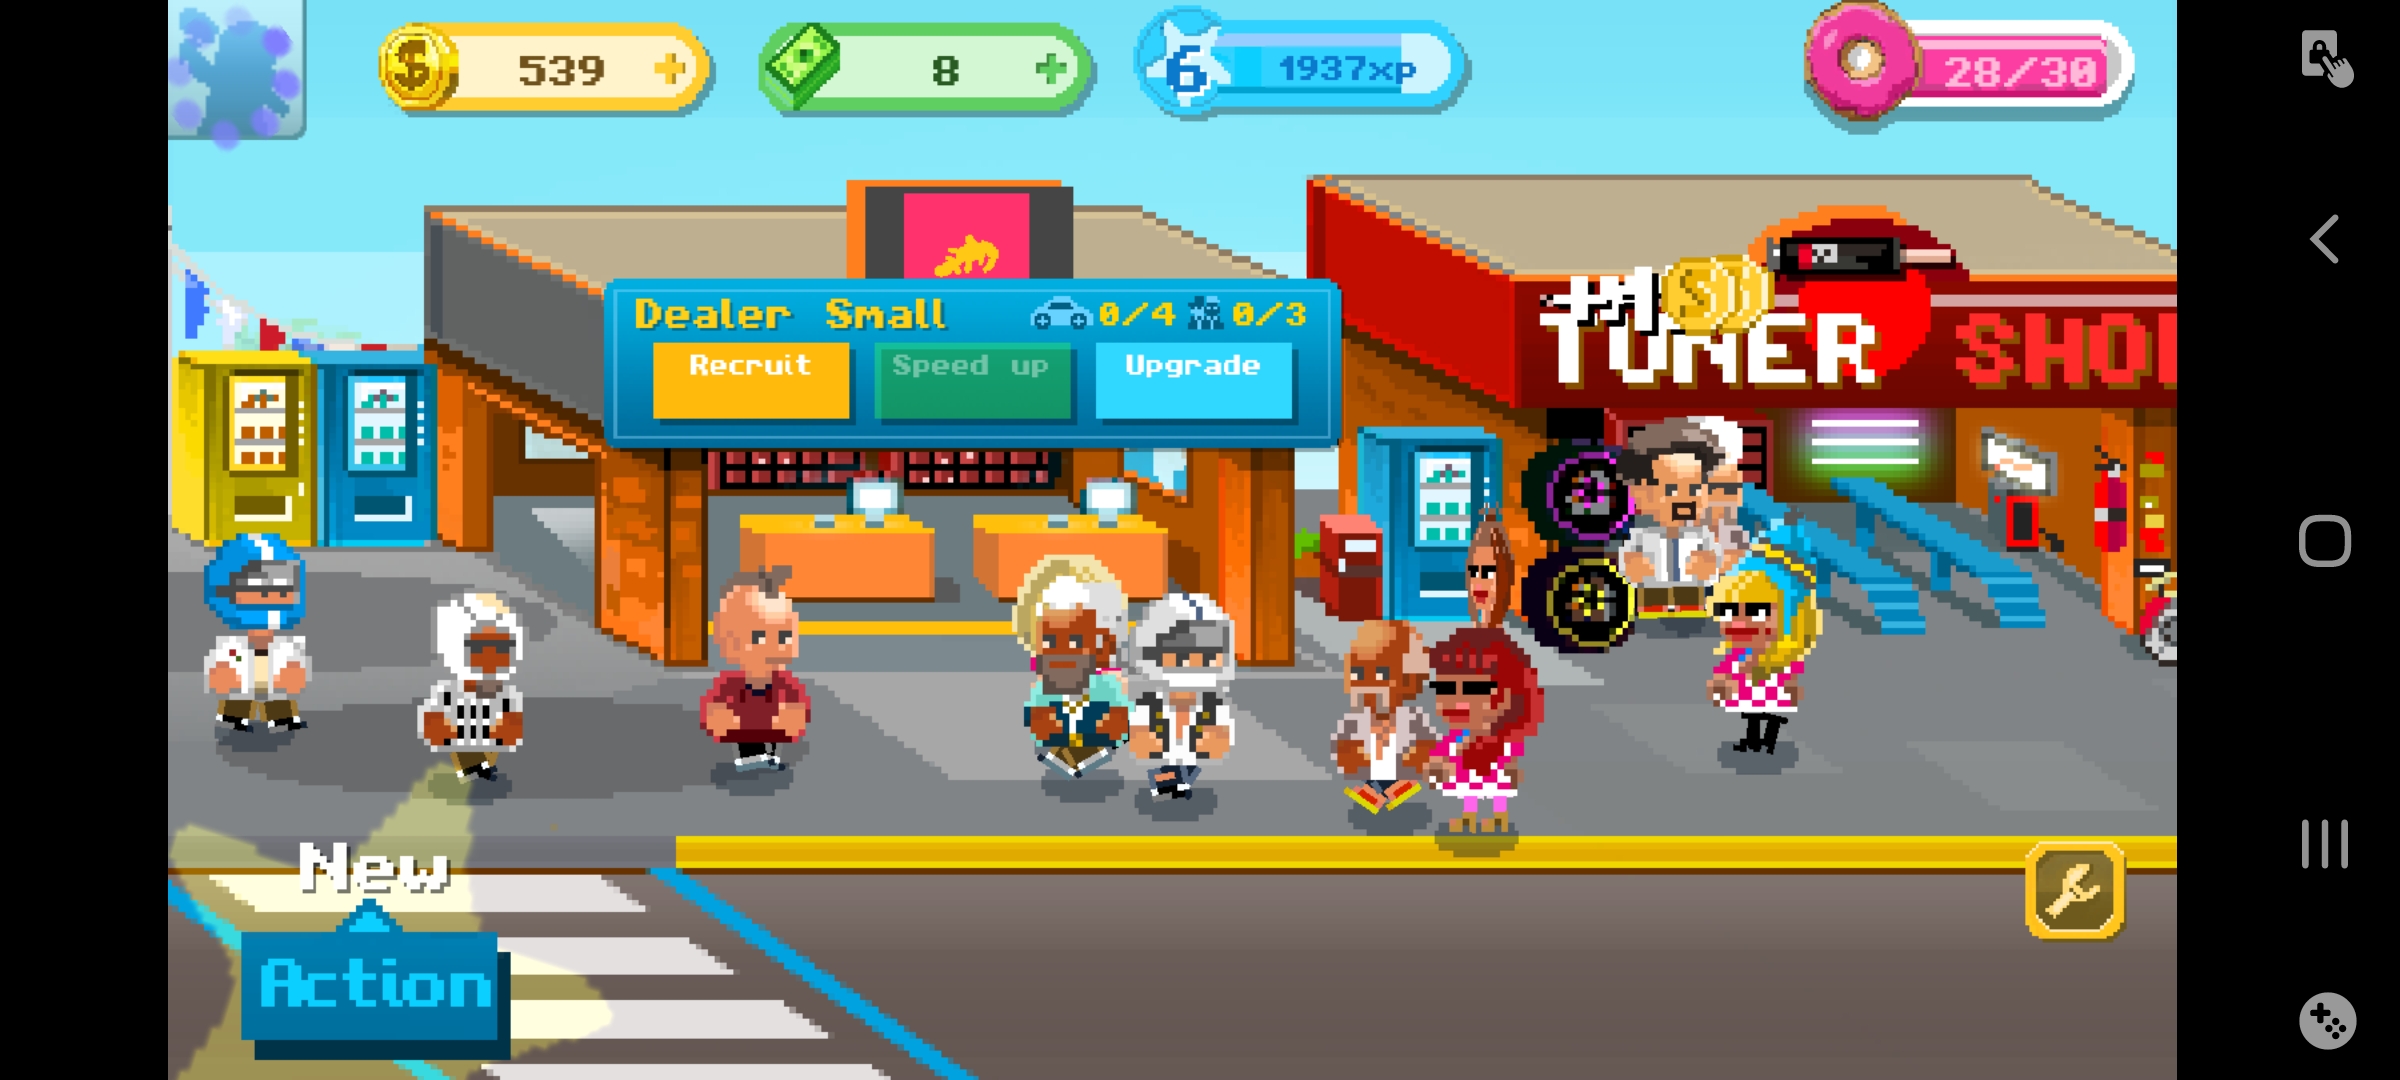 539
8
6
1937xp
28/30
Dealer Small 0/4 0/3
Recruit
Speed up
Upgrade
+1
TUNER SHO
New
Action